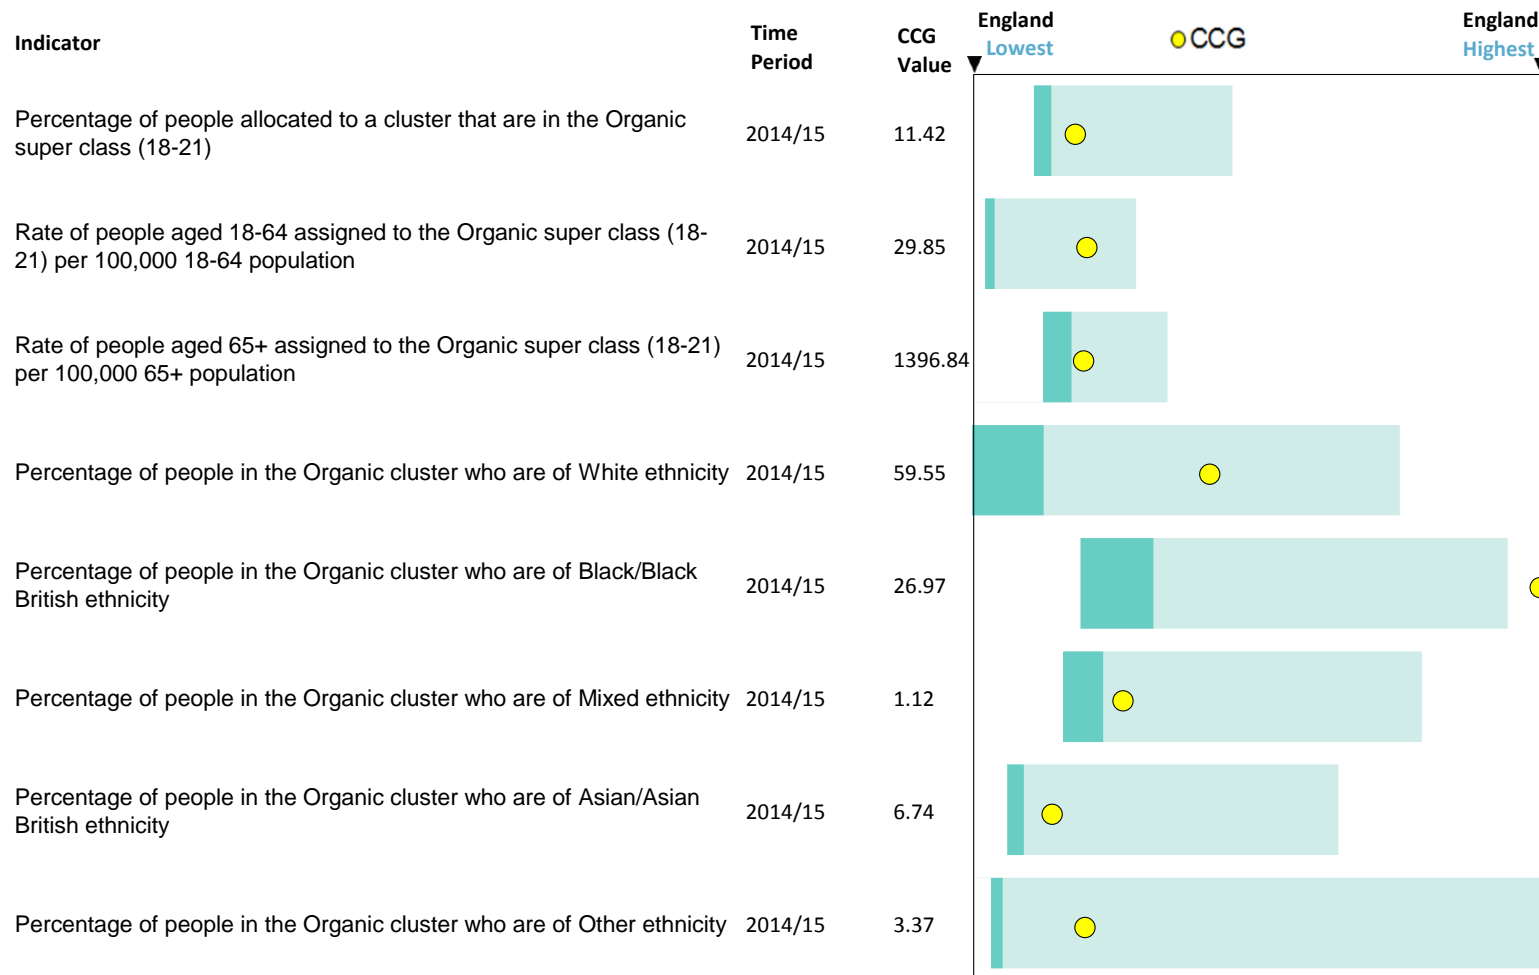 Indicator
Time
Period
CCG
Value
England
Lowest
CCG
England
Highest
Percentage of people allocated to a cluster that are in the Organic
super class (18-21)
2014/15
11.42
Rate of people aged 18-64 assigned to the Organic super class (18-
21) per 100,000 18-64 population
2014/15
29.85
Rate of people aged 65+ assigned to the Organic super class (18-21)
per 100,000 65+ population
2014/15
1396.84
Percentage of people in the Organic cluster who are of White ethnicity
2014/15
59.55
Percentage of people in the Organic cluster who are of Black/Black
British ethnicity
2014/15
26.97
Percentage of people in the Organic cluster who are of Mixed ethnicity
2014/15
1.12
Percentage of people in the Organic cluster who are of Asian/Asian
British ethnicity
2014/15
6.74
Percentage of people in the Organic cluster who are of Other ethnicity
2014/15
3.37